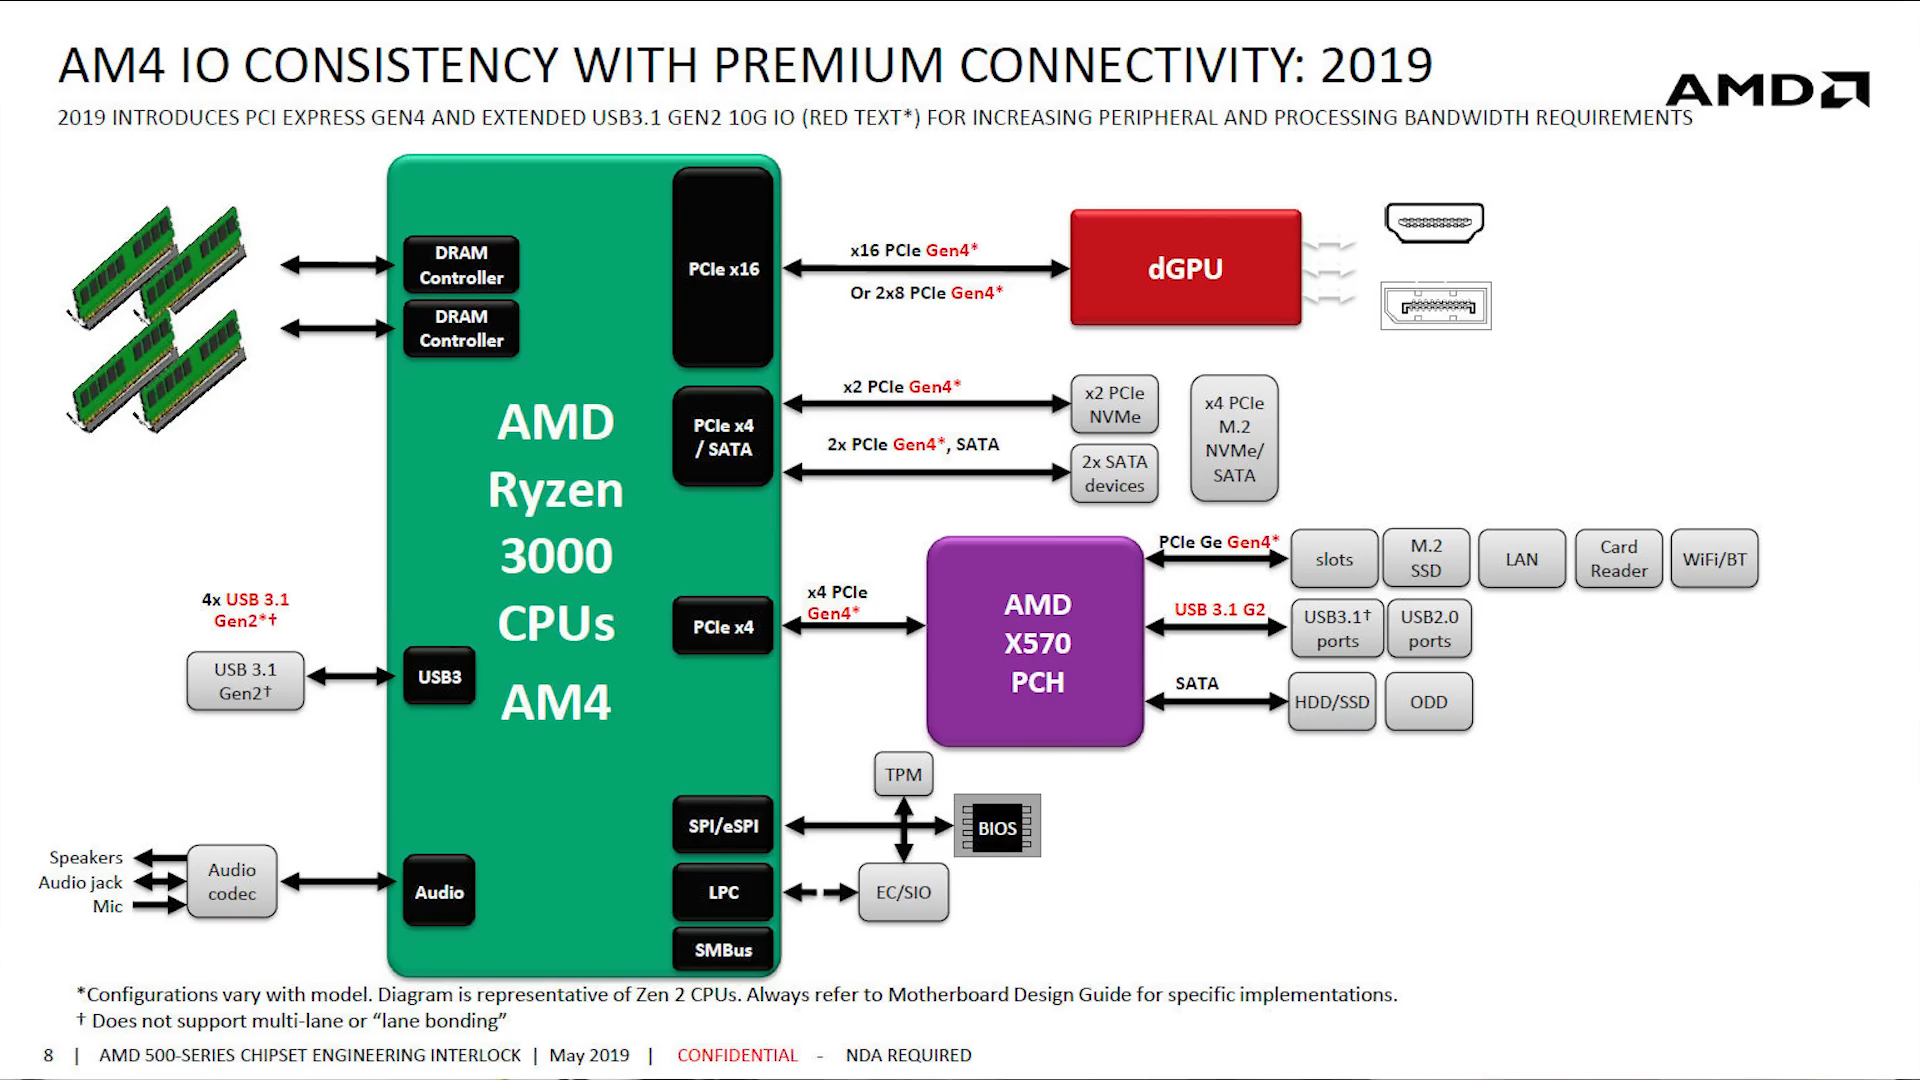 AM4 IO CONSISTENCY WITH PREMIUM CONNECTIVITY: 2019
AMD
2019 INTRODUCES PCI EXPRESS GEN4 AND EXTENDED USB3.1 GEN2 10G IO (RED TEXT*) FOR INCREASING PERIPHERAL AND PROCESSING BANDWIDTH REQUIREMENTS
DRAM
Controller
DRAM
Controller
PCIe x16
x16 PCIe Gen4*
Or 2x8 PCIe Gen4*
dGPU
AMD
Ryzen
3000
CPUs
AM4
PCIe x4
/ SATA
x2 PCIe Gen4*
2x PCIe Gen4*, SATA
x2 PCIe
NVMe
2x SATA
devices
x4 PCIe
M.2
NVMe/
SATA
PCIe x4
x4 PCIe
Gen4*
AMD
X570
PCH
PCIe Ge Gen4*
slots
M.2
SSD
LAN
Card
Reader
WiFi/BT
USB 3.1 G2
USB3.1†
ports
USB2.0
ports
SATA
HDD/SSD
ODD
4x USB 3.1
Gen2*†
USB 3.1
Gen2†
USB3
TPM
SPI/eSPI
BIOS
Speakers
Audio jack
Mic
Audio
codec
Audio
LPC
EC/SIO
SMBus
*Configurations vary with model. Diagram is representative of Zen 2 CPUs. Always refer to Motherboard Design Guide for specific implementations.
† Does not support multi-lane or “lane bonding”
8 | AMD 500-SERIES CHIPSET ENGINEERING INTERLOCK | May 2019 | CONFIDENTIAL - NDA REQUIRED